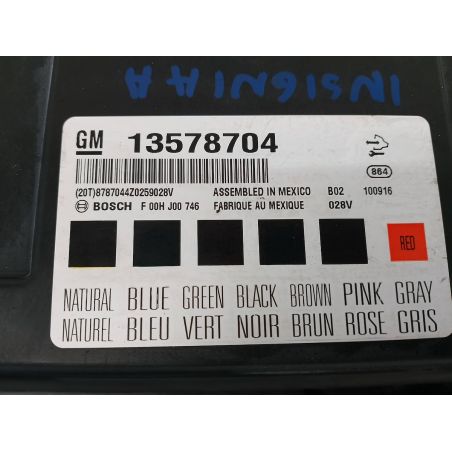 INSIGNIA A
GM 13578704
864
(20T)8787044Z0259028V ASSEMBLED IN MEXICO B02 100916
BOSCH F 00H J00 746 FABRIQUE AU MEXIQUE 028V
RED
NATURAL BLUE GREEN BLACK BROWN PINK GRAY
NATUREL BLEU VERT NOIR BRUN ROSE GRIS